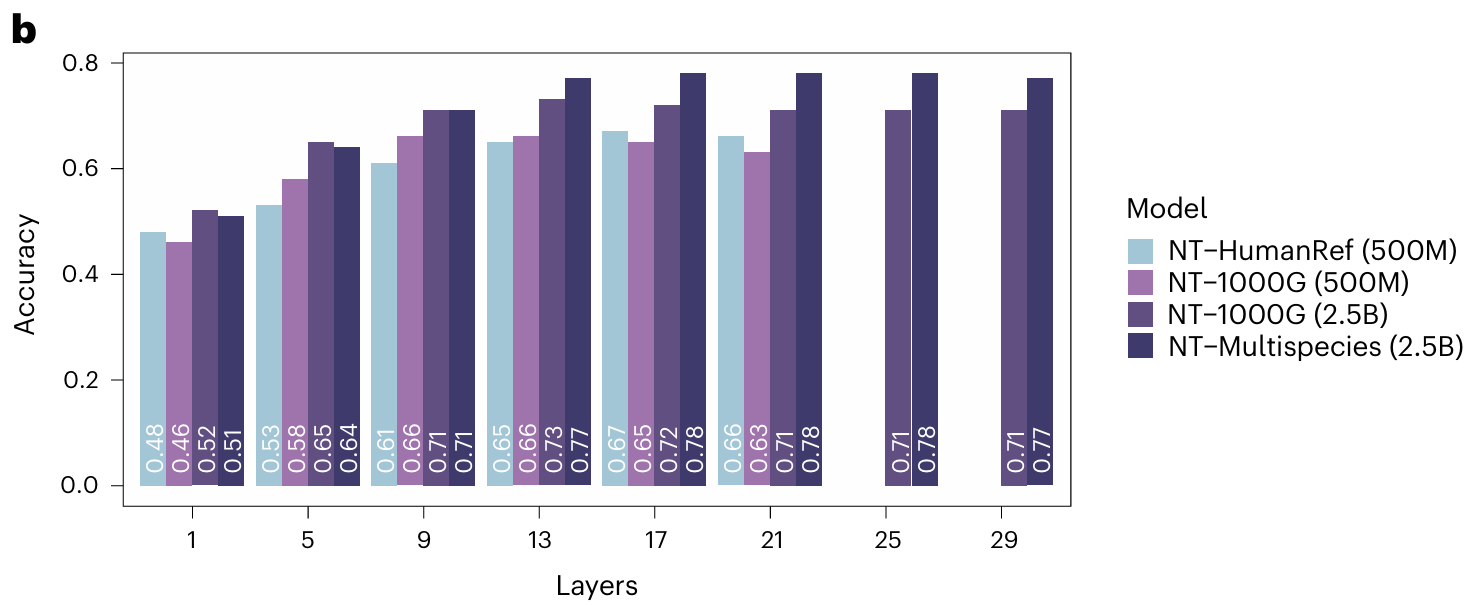 b
Accuracy
0.8
0.6
0.4
0.2
0.0
0.48 0.46 0.52 0.51
0.53 0.58 0.65 0.64
0.61 0.66 0.71 0.71
0.65 0.66 0.73 0.77
0.67 0.65 0.72 0.78
0.66 0.63 0.71 0.78
0.71 0.78
0.71 0.77
1 5 9 13 17 21 25 29
Layers
Model
NT–HumanRef (500M)
NT–1000G (500M)
NT–1000G (2.5B)
NT–Multispecies (2.5B)